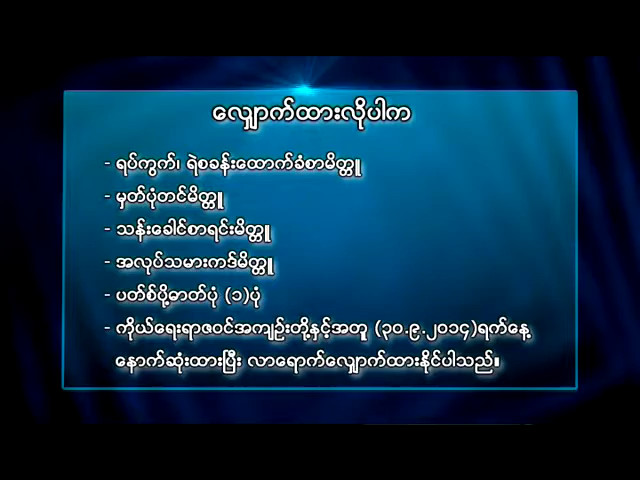 လျှောက်ထားလိုပါက
- ရပ်ကွက်၊ ရဲစခန်းထောက်ခံစာမိတ္တူ
- မှတ်ပုံတင်မိတ္တူ
- သန်းခေါင်စာရင်းမိတ္တူ
- အလုပ်သမားကဒ်မိတ္တူ
- ပတ်စ်ပို့ဓာတ်ပုံ (၁)ပုံ
- ကိုယ်ရေးရာဇဝင်အကျဉ်းတို့နှင့်အတူ (၃၀.၉.၂၀၁၄)ရက်နေ့
နောက်ဆုံးထားပြီး လာရောက်လျှောက်ထားနိုင်ပါသည်။